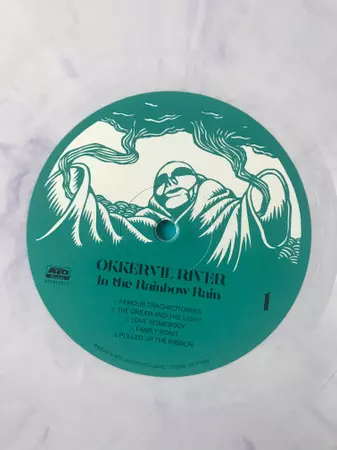 ATO
RECORDS
OKKERVIL RIVER
In the Rainbow Rain
1
1. FAMOUS TRACHEOTOMIES
2. THE DREAM AND THE LIGHT
3. LOVE SOMEBODY
4. FAMILY SONG
5. PULLED UP THE RIBBON